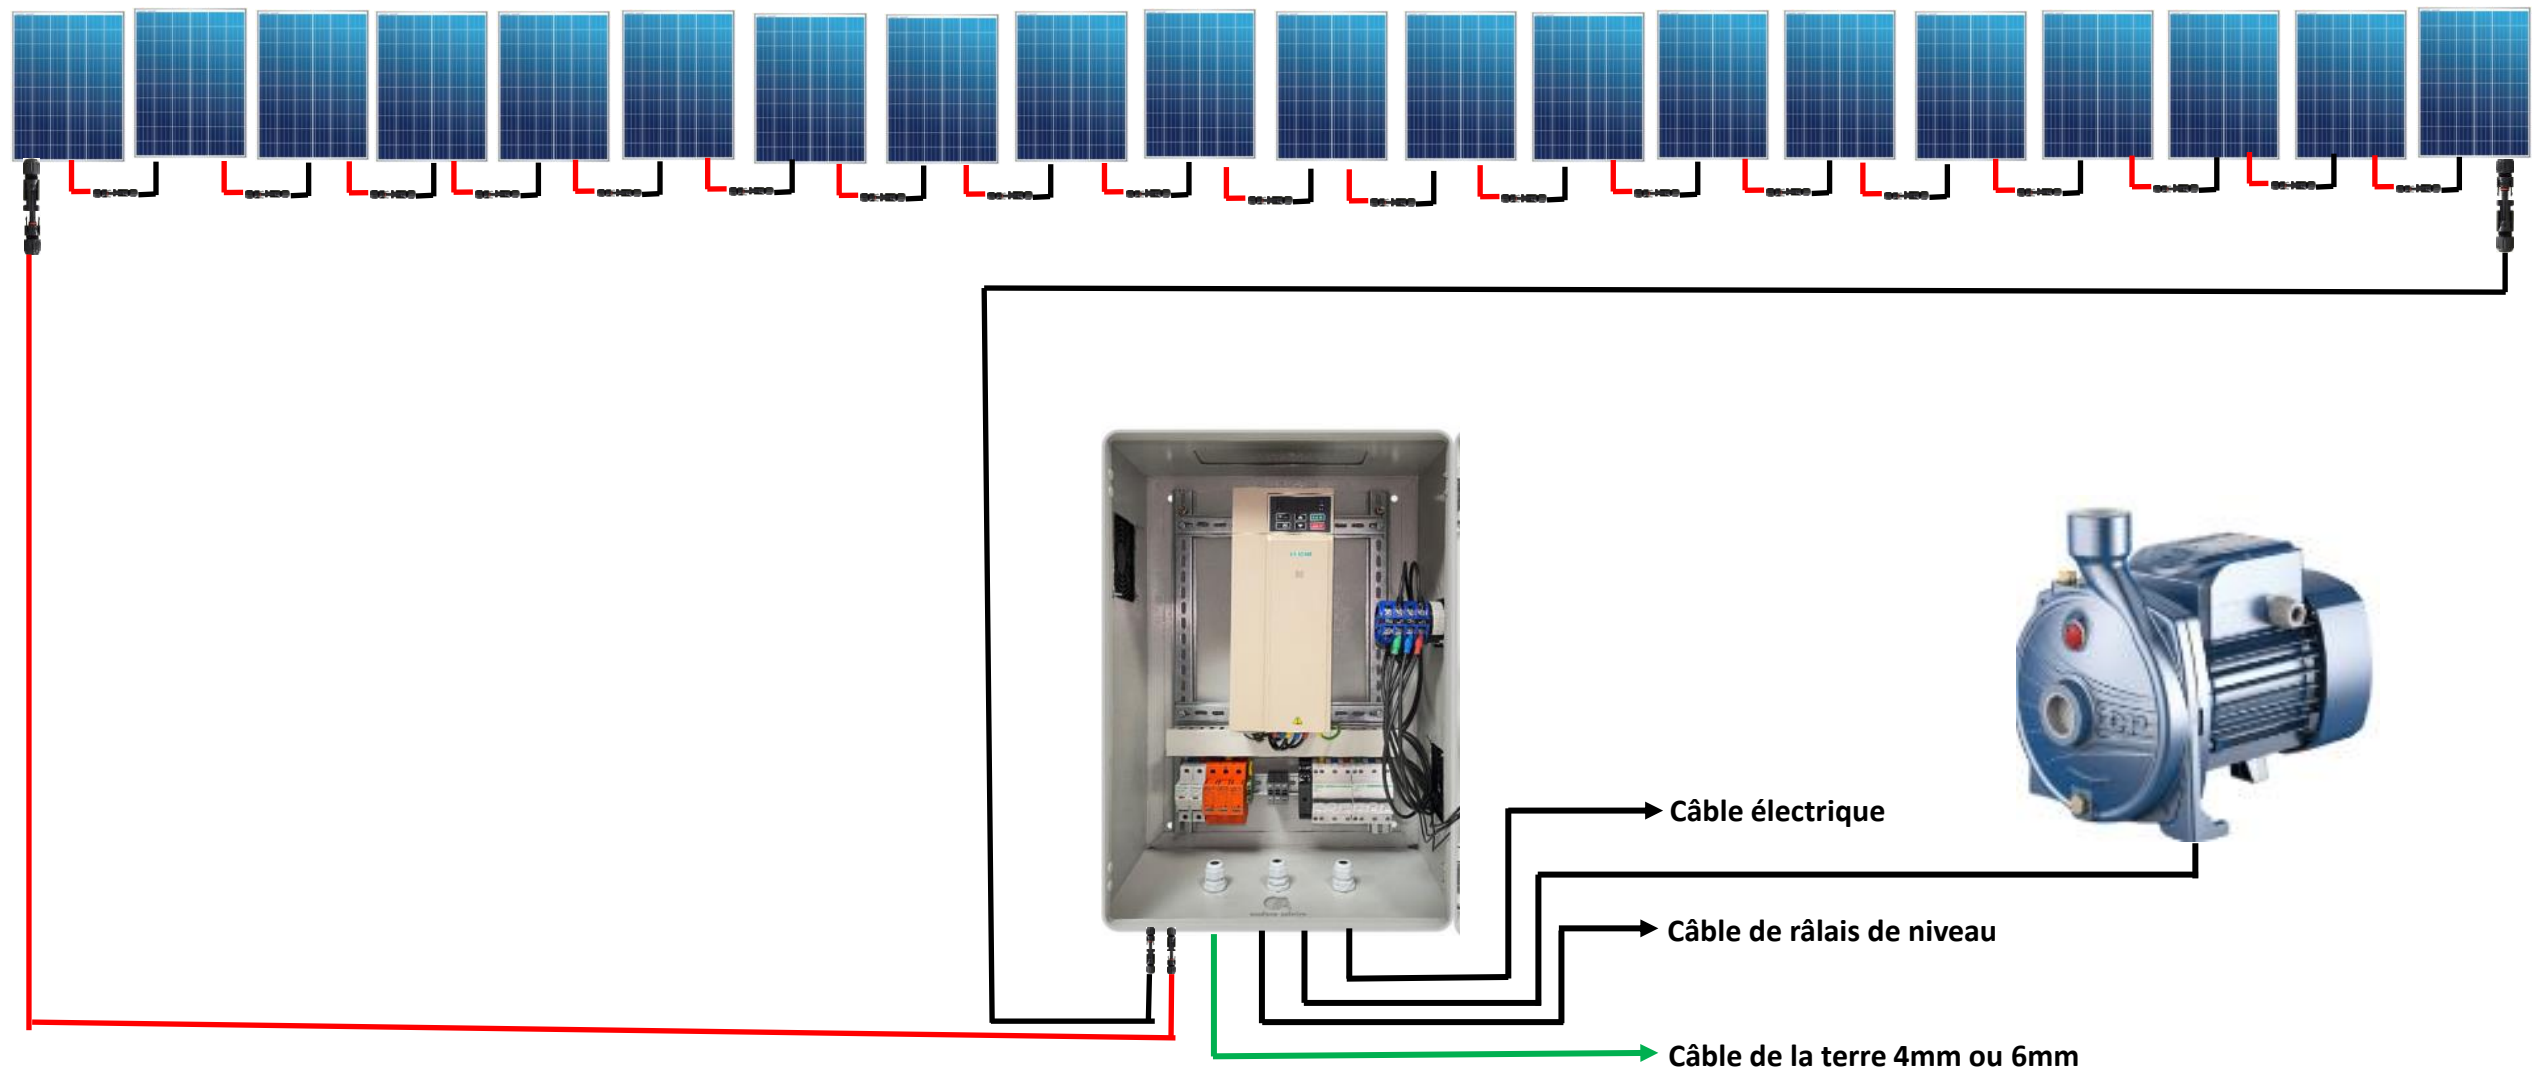 Câble électrique
Câble de râlais de niveau
Câble de la terre 4mm ou 6mm